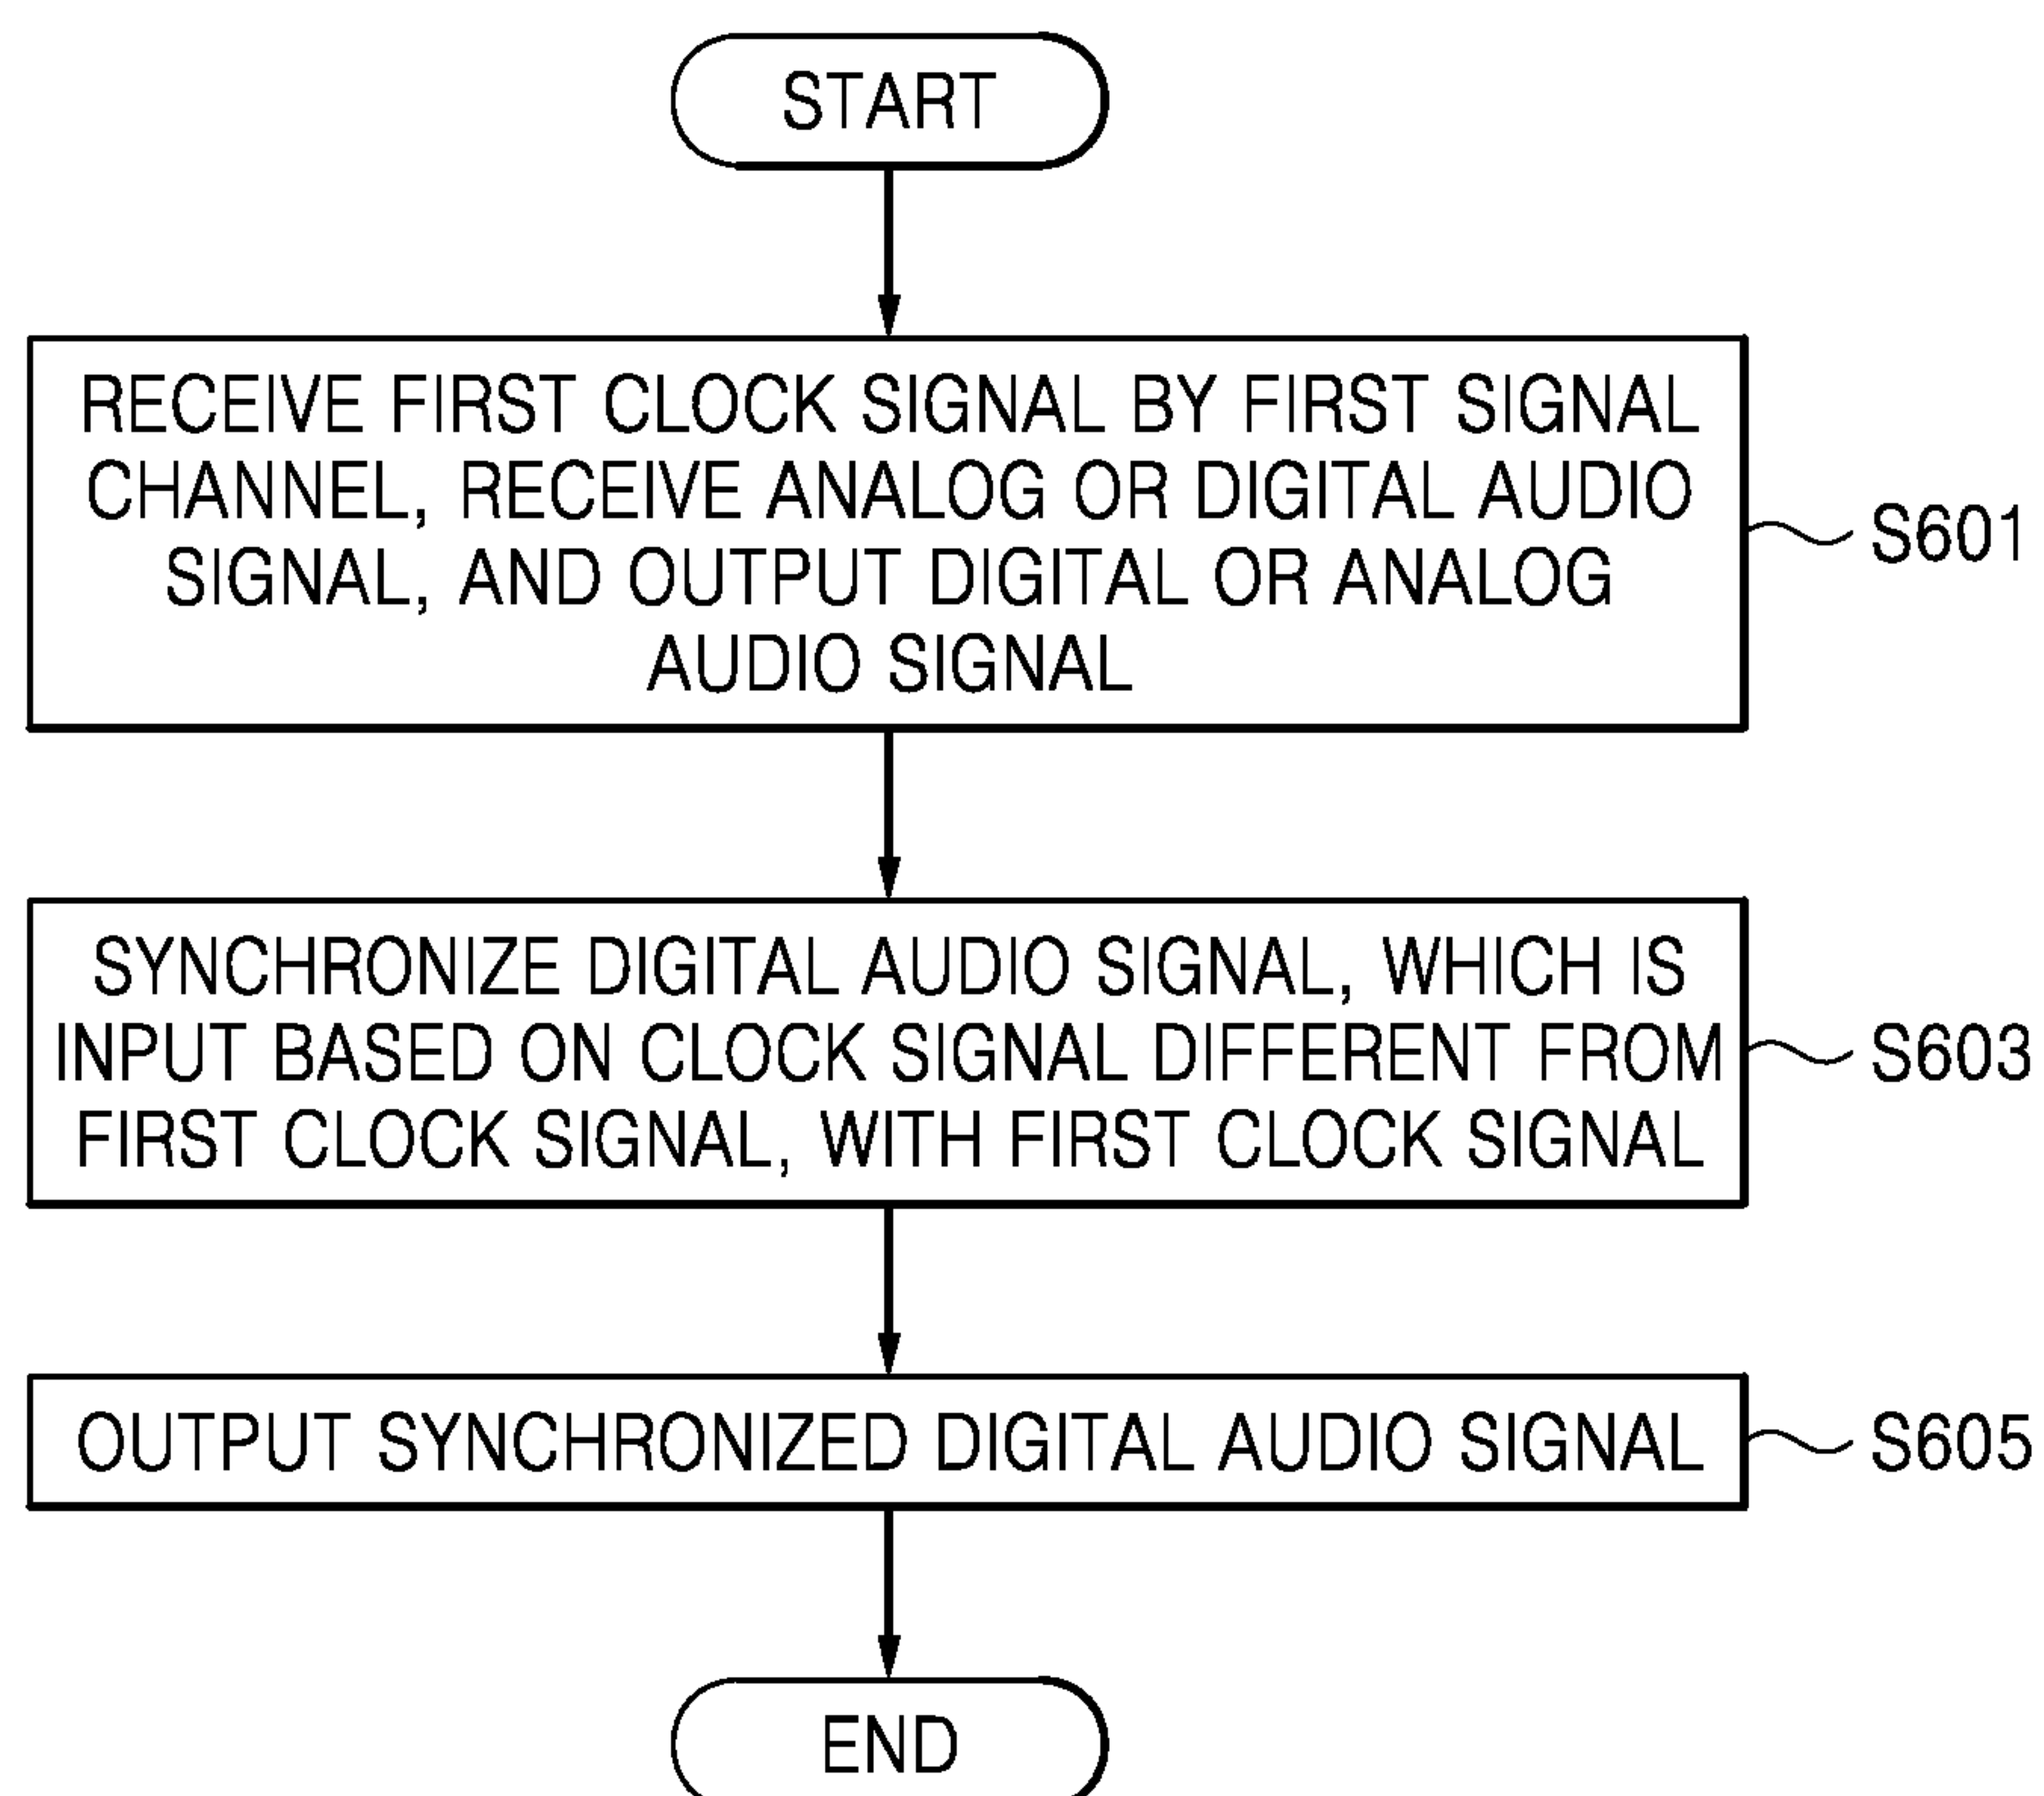 START
RECEIVE FIRST CLOCK SIGNAL BY FIRST SIGNAL
CHANNEL, RECEIVE ANALOG OR DIGITAL AUDIO
SIGNAL, AND OUTPUT DIGITAL OR ANALOG
AUDIO SIGNAL
S601
SYNCHRONIZE DIGITAL AUDIO SIGNAL, WHICH IS
INPUT BASED ON CLOCK SIGNAL DIFFERENT FROM
FIRST CLOCK SIGNAL, WITH FIRST CLOCK SIGNAL
S603
OUTPUT SYNCHRONIZED DIGITAL AUDIO SIGNAL
S605
END